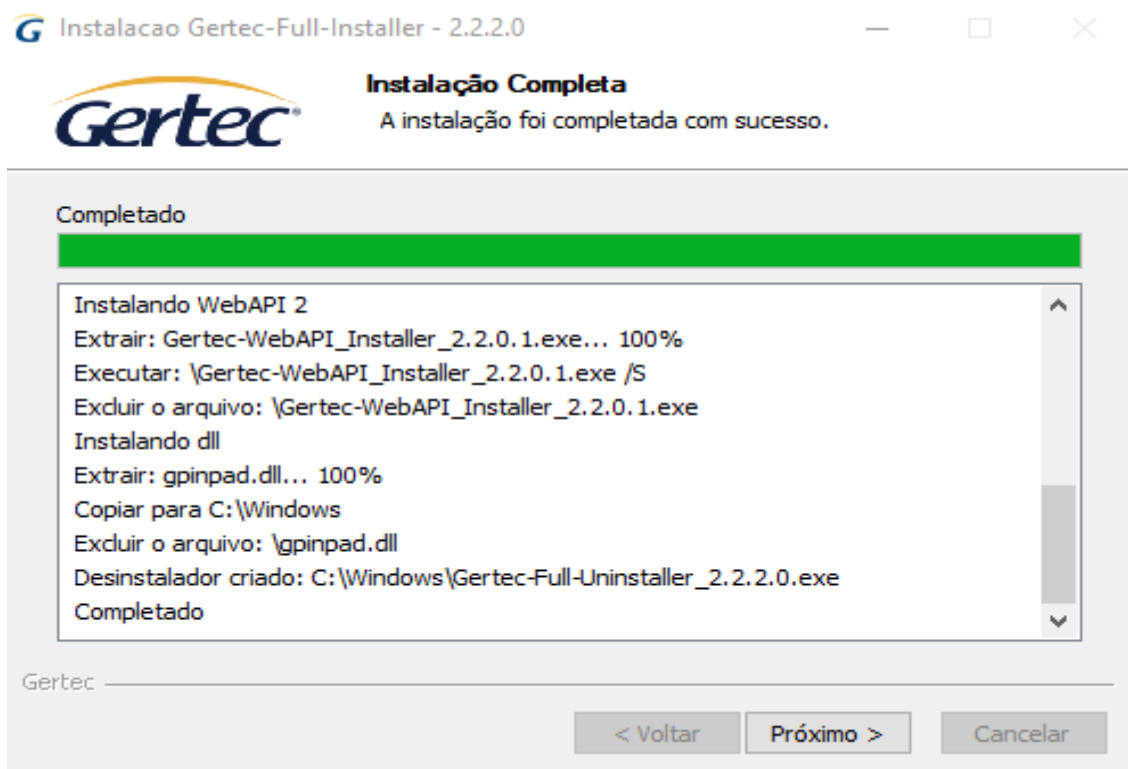 Instalacao Gertec-Full-Installer - 2.2.2.0
Gertec
Instalação Completa
A instalação foi completada com sucesso.
Completado
Instalando WebAPI 2
Extrair: Gertec-WebAPI_Installer_2.2.0.1.exe... 100%
Executar: \Gertec-WebAPI_Installer_2.2.0.1.exe /S
Excluir o arquivo: \Gertec-WebAPI_Installer_2.2.0.1.exe
Instalando dll
Extrair: gpinpad.dll... 100%
Copiar para C:\Windows
Excluir o arquivo: \gpinpad.dll
Desinstalador criado: C:\Windows\Gertec-Full-Uninstaller_2.2.2.0.exe
Completado
Gertec
< Voltar
Próximo >
Cancelar